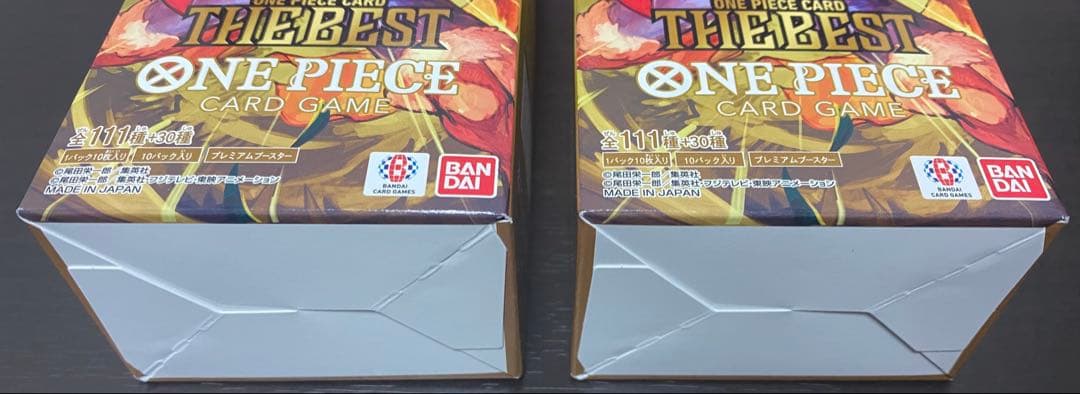 ONE PIECE CARD
THE BEST
ONE PIECE
CARD GAME
全111種+30種
1パック10枚入り 10パック入り プレミアムブースター
©尾田栄一郎/集英社
©尾田栄一郎/集英社・フジテレビ・東映アニメーション
MADE IN JAPAN
BANDAI
CARD GAMES
BAN
DAI
ONE PIECE CARD
THE BEST
ONE PIECE
CARD GAME
全111種+30種
1パック10枚入り 10パック入り プレミアムブースター
©尾田栄一郎/集英社
©尾田栄一郎/集英社・フジテレビ・東映アニメーション
MADE IN JAPAN
BANDAI
CARD GAMES
BAN
DAI